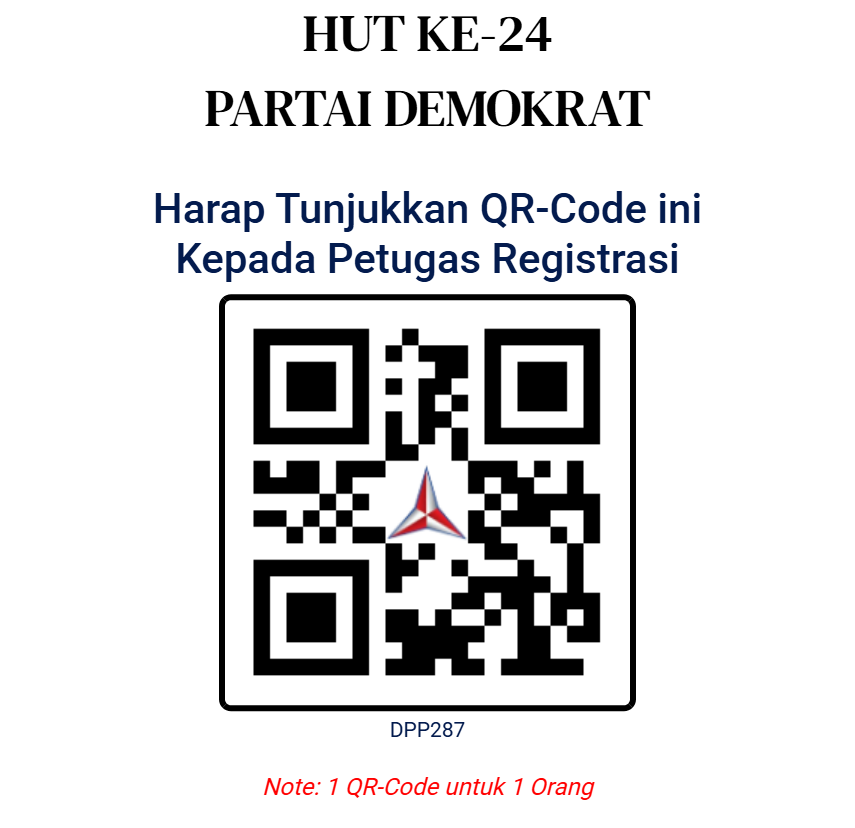 HUT KE-24
PARTAI DEMOKRAT
Harap Tunjukkan QR-Code ini
Kepada Petugas Registrasi
DPP287
Note: 1 QR-Code untuk 1 Orang